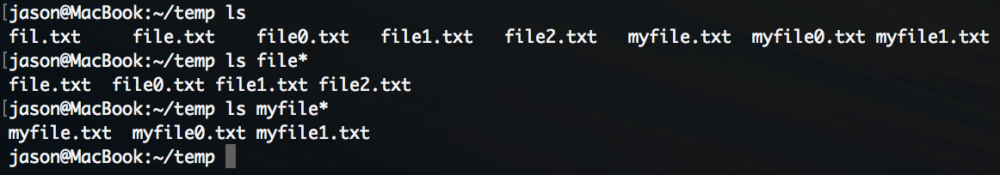 [jason@MacBook:~/temp ls
fil.txt file.txt file0.txt file1.txt file2.txt myfile.txt myfile0.txt myfile1.txt
[jason@MacBook:~/temp ls file*
file.txt file0.txt file1.txt file2.txt
[jason@MacBook:~/temp ls myfile*
myfile.txt myfile0.txt myfile1.txt
jason@MacBook:~/temp